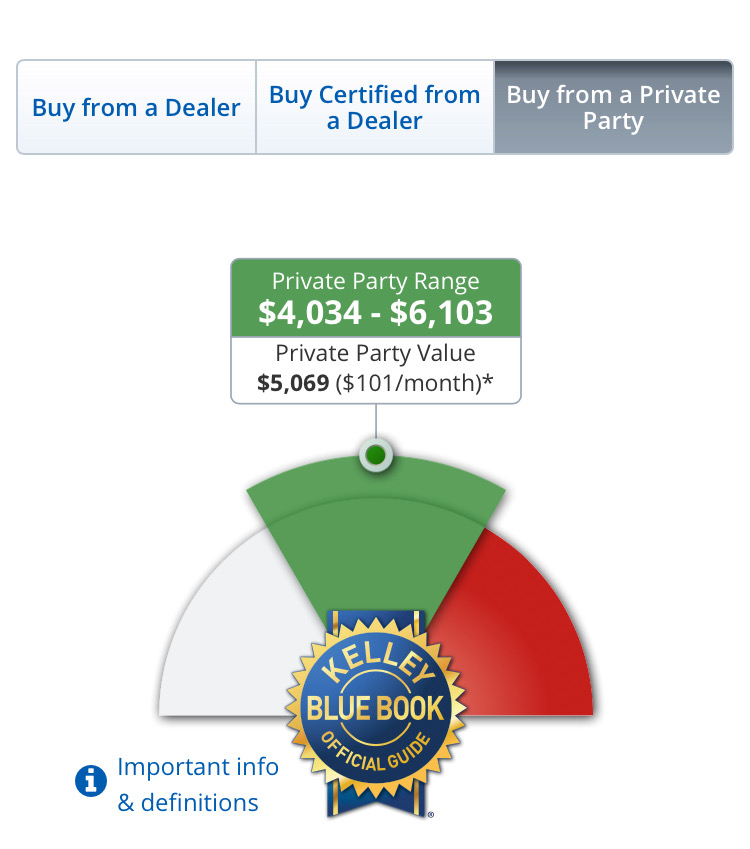 Buy from a Dealer
Buy Certified from
a Dealer
Buy from a Private
Party
Private Party Range
$4,034 - $6,103
Private Party Value
$5,069 ($101/month)*
KELLEY
BLUE BOOK
OFFICIAL GUIDE
®
Important info
& definitions